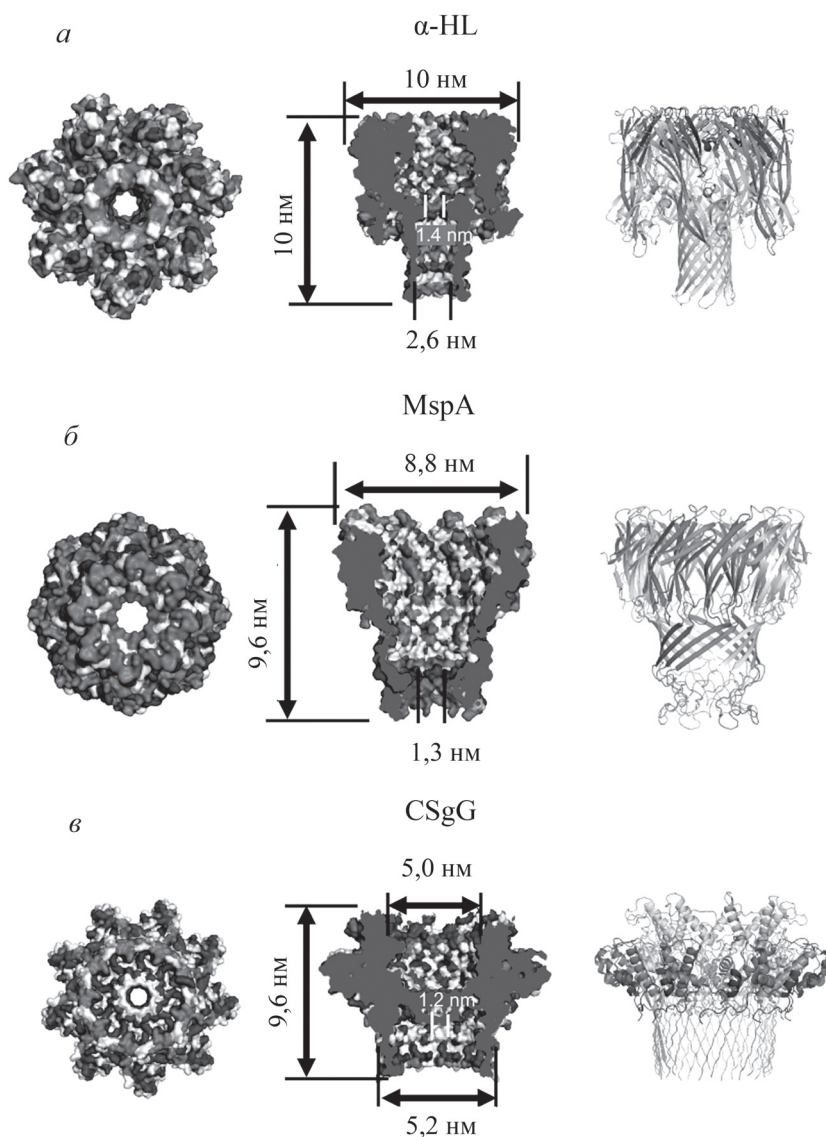 а
α-HL
10 нм
10 нм
1.4 nm
2,6 нм
б
MspA
8,8 нм
9,6 нм
1,3 нм
в
CSgG
5,0 нм
9,6 нм
1.2 nm
5,2 нм